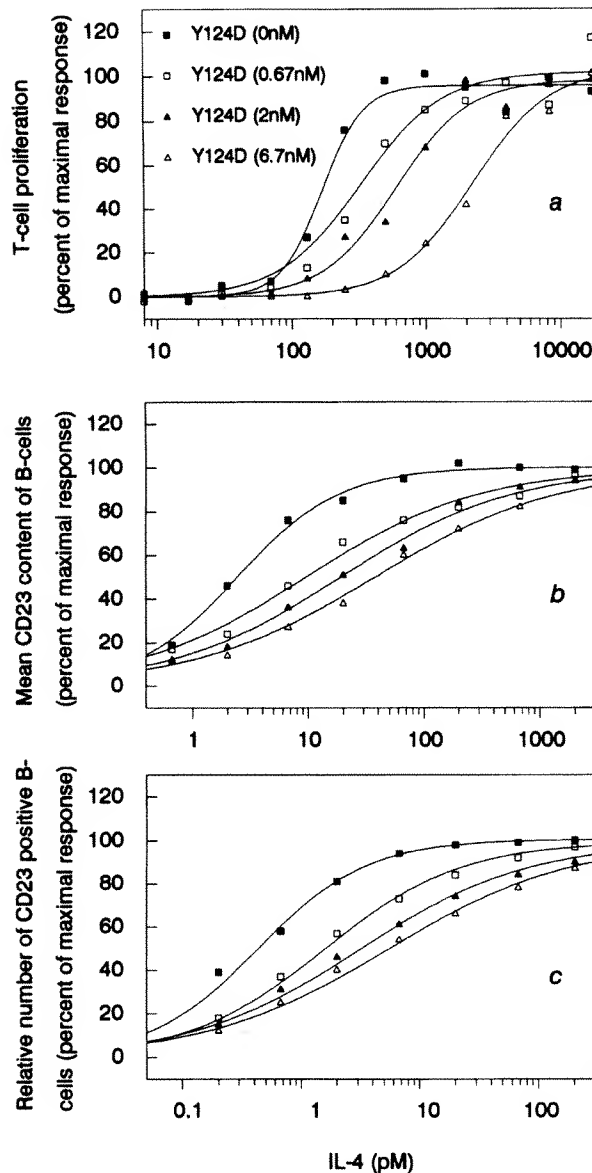 T-cell proliferation
(percent of maximal response)
120
100
80
60
40
20
0
Y124D (0nM)
Y124D (0.67nM)
Y124D (2nM)
Y124D (6.7nM)
a
10
100
1000
10000
Mean CD23 content of B-cells
(percent of maximal response)
120
100
80
60
40
20
0
b
1
10
100
1000
Relative number of CD23 positive B-
cells (percent of maximal response)
120
100
80
60
40
20
0
c
0.1
1
10
100
IL-4 (pM)